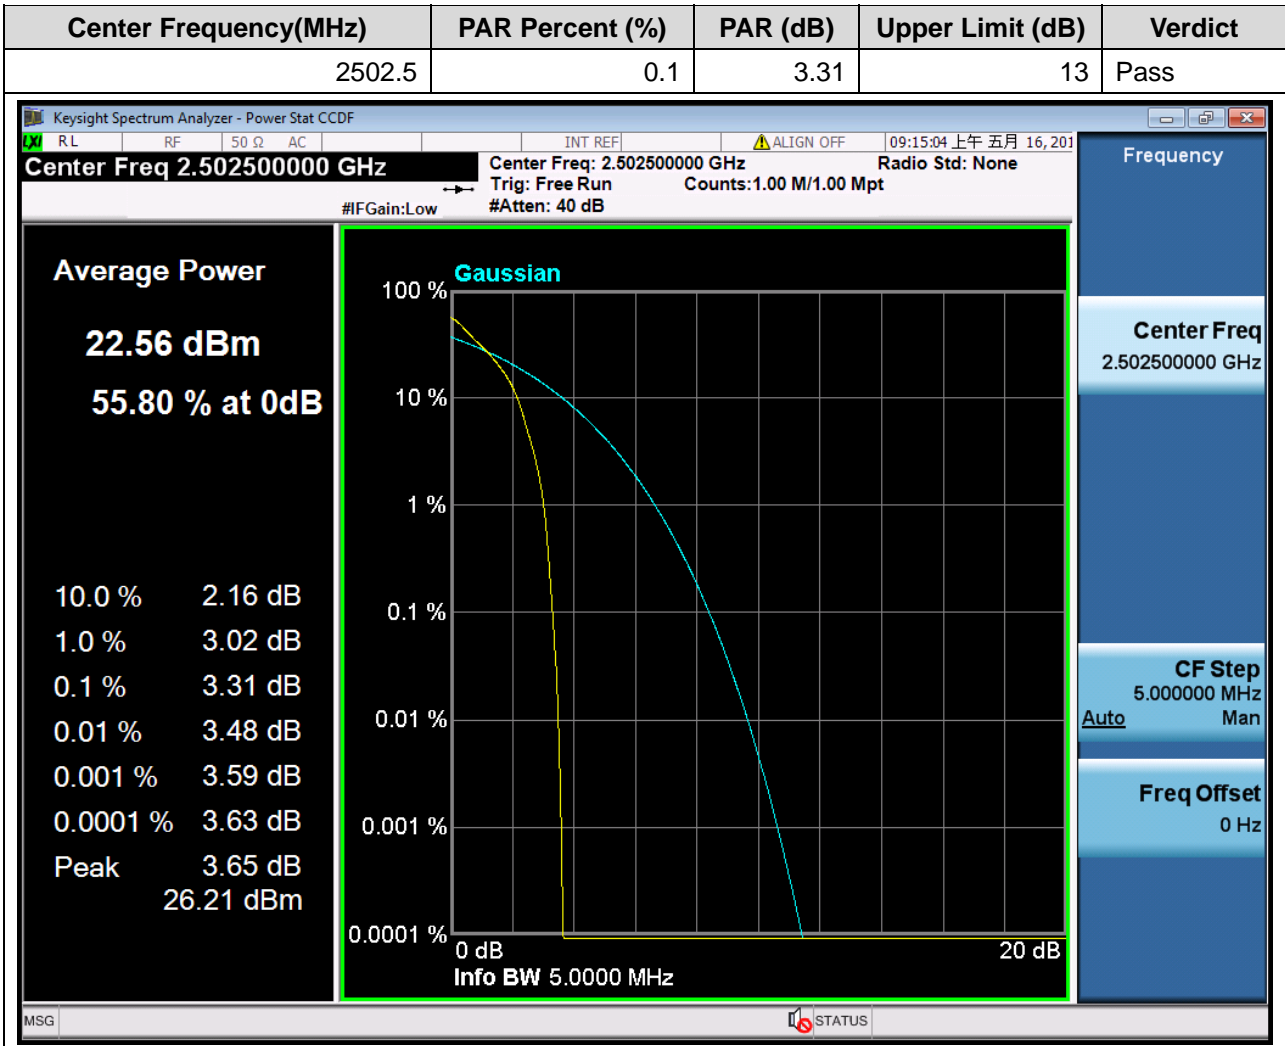 Center Frequency(MHz) PAR Percent (%) PAR (dB) Upper Limit (dB) Verdict
2502.5 0.1 3.31 13 Pass
Keysight Spectrum Analyzer - Power Stat CCDF
LXI RL RF 50 Ω AC INT REF ALIGN OFF 09:15:04 上午 五月 16, 201
Center Freq 2.502500000 GHz
#IFGain:Low
Center Freq: 2.502500000 GHz Radio Std: None
Trig: Free Run Counts:1.00 M/1.00 Mpt
#Atten: 40 dB
Average Power
22.56 dBm
55.80 % at 0dB
10.0 % 2.16 dB
1.0 % 3.02 dB
0.1 % 3.31 dB
0.01 % 3.48 dB
0.001 % 3.59 dB
0.0001 % 3.63 dB
Peak 3.65 dB
26.21 dBm
Gaussian
100 %
10 %
1 %
0.1 %
0.01 %
0.001 %
0.0001 %
0 dB 20 dB
Info BW 5.0000 MHz
Frequency
Center Freq
2.502500000 GHz
CF Step
5.000000 MHz
Auto Man
Freq Offset
0 Hz
MSG STATUS